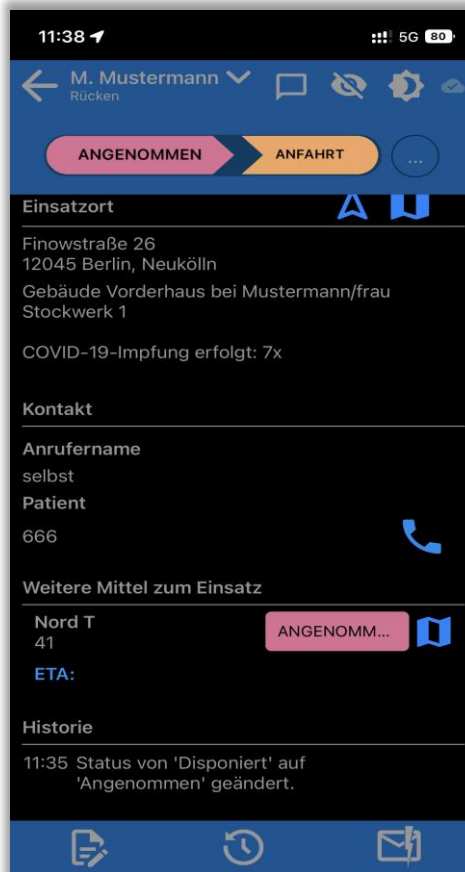 11:38
5G 80
M. Mustermann
Rücken
ANGENOMMEN ANFAHRT ...
Einsatzort
Finowstraße 26
12045 Berlin, Neukölln
Gebäude Vorderhaus bei Mustermann/frau
Stockwerk 1
COVID-19-Impfung erfolgt: 7x
Kontakt
Anrufername
selbst
Patient
666
Weitere Mittel zum Einsatz
Nord T
41
ANGENOMM...
ETA:
Historie
11:35 Status von 'Disponiert' auf
'Angenommen' geändert.